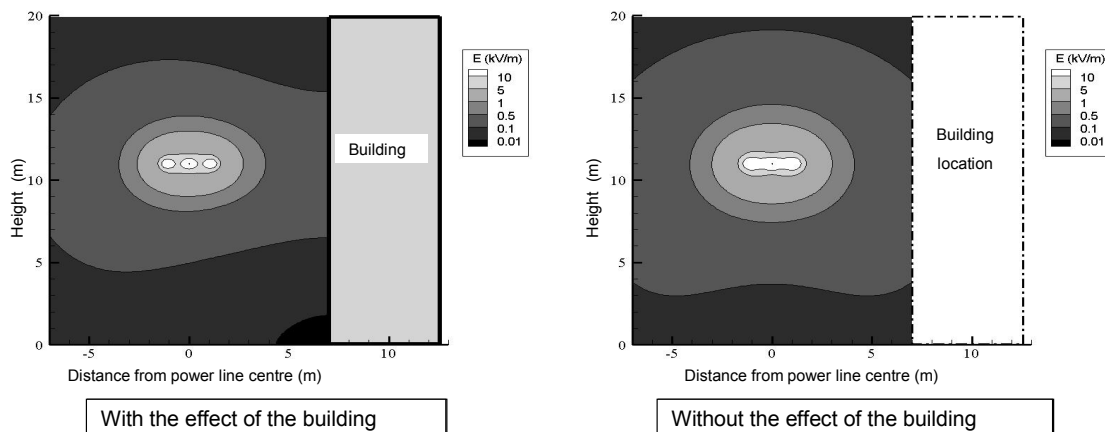 20
15
10
5
0
Height (m)
-5
0
5
10
Distance from power line centre (m)
Building
E (kV/m)
10
5
1
0.5
0.1
0.01
With the effect of the building
20
15
10
5
0
Height (m)
-5
0
5
10
Distance from power line centre (m)
Building
location
E (kV/m)
10
5
1
0.5
0.1
0.01
Without the effect of the building